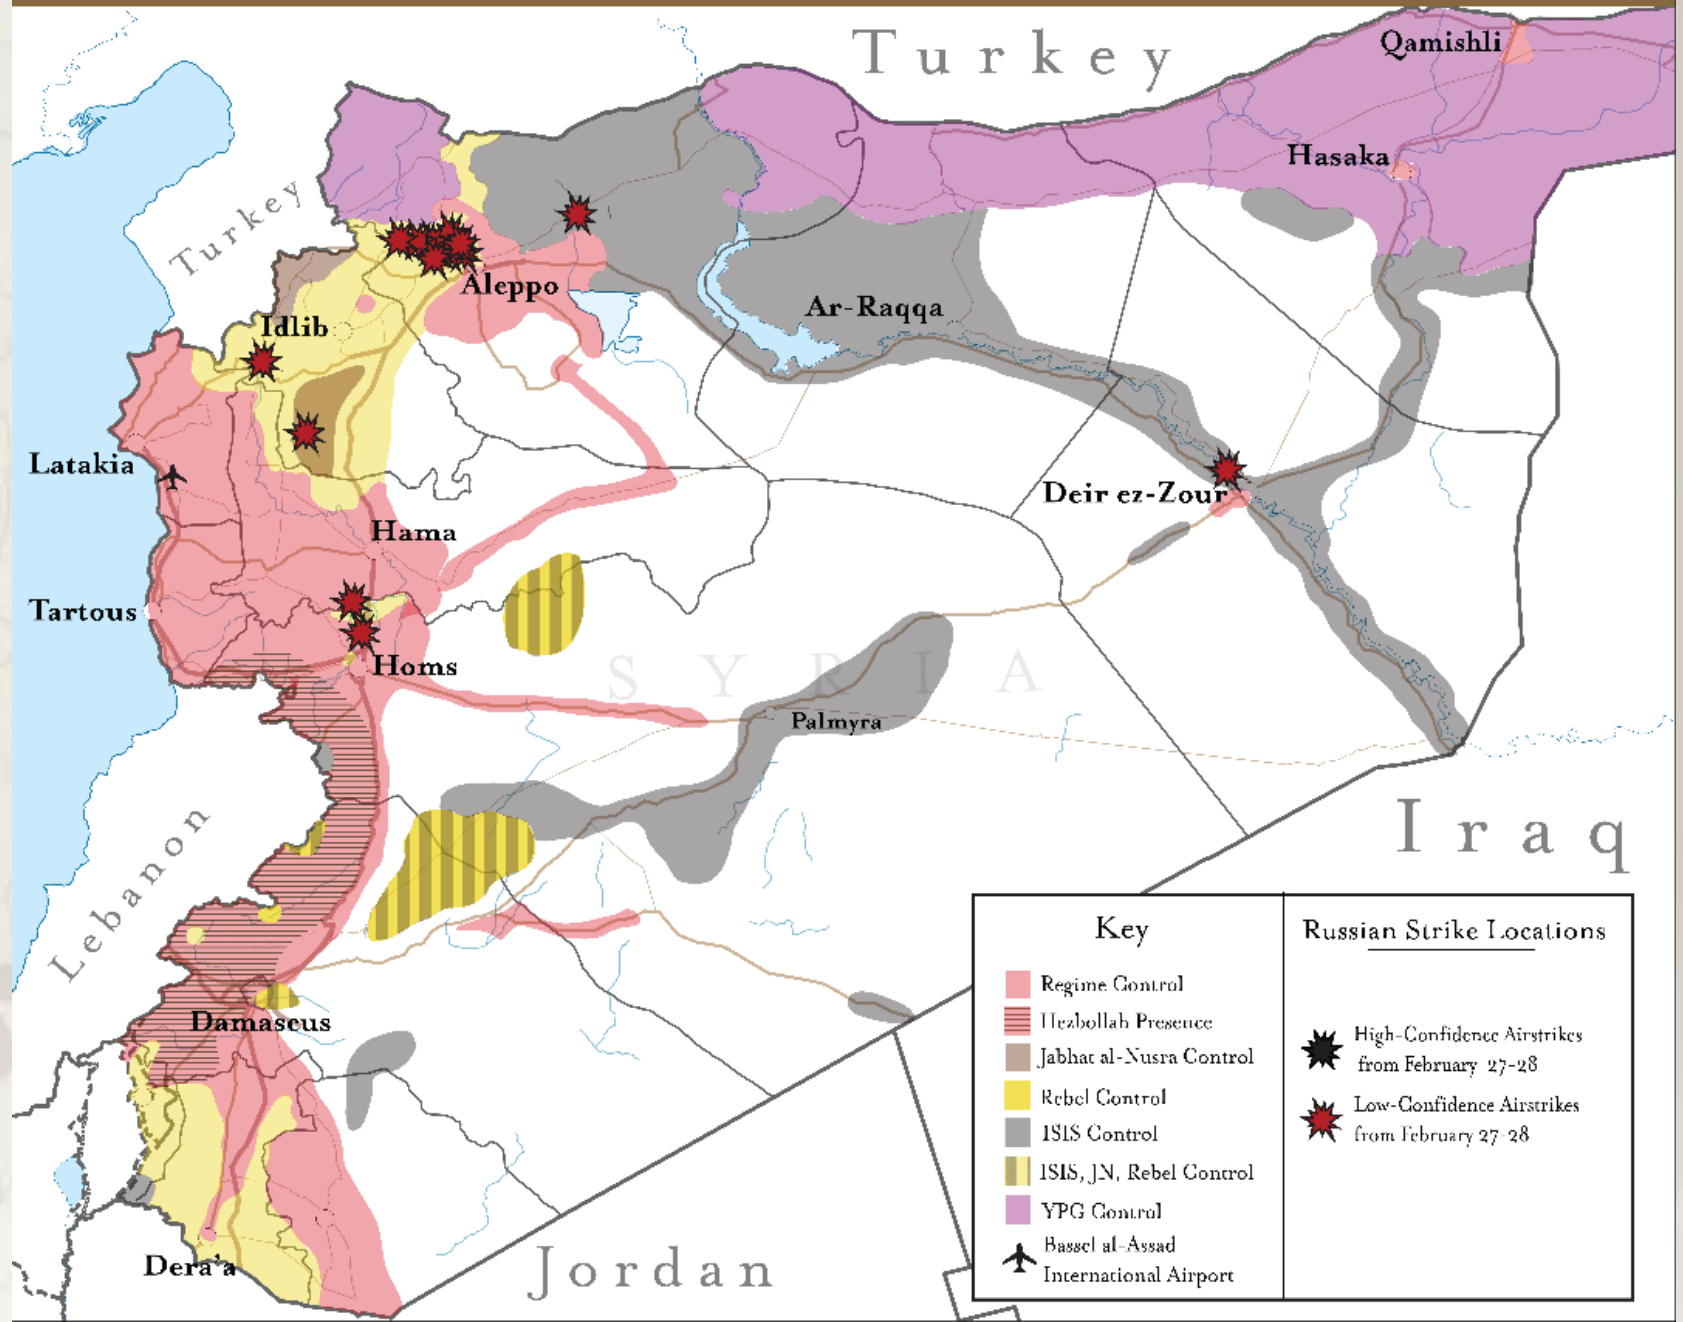 Turkey
Qamishli
Hasaka
Turkey
Aleppo
Ar-Raqqa
Idlib
Latakia
Deir ez-Zour
Hama
Tartous
Homs
SYRIA
Palmyra
Iraq
Lebanon
Damascus
Dera'a
Jordan
Key
Regime Control
Hezbollah Presence
Jabhat al-Nusra Control
Rebel Control
ISIS Control
ISIS, JN, Rebel Control
YPG Control
Bassel al-Assad
International Airport
Russian Strike Locations
High-Confidence Airstrikes
from February 27-28
Low-Confidence Airstrikes
from February 27-28